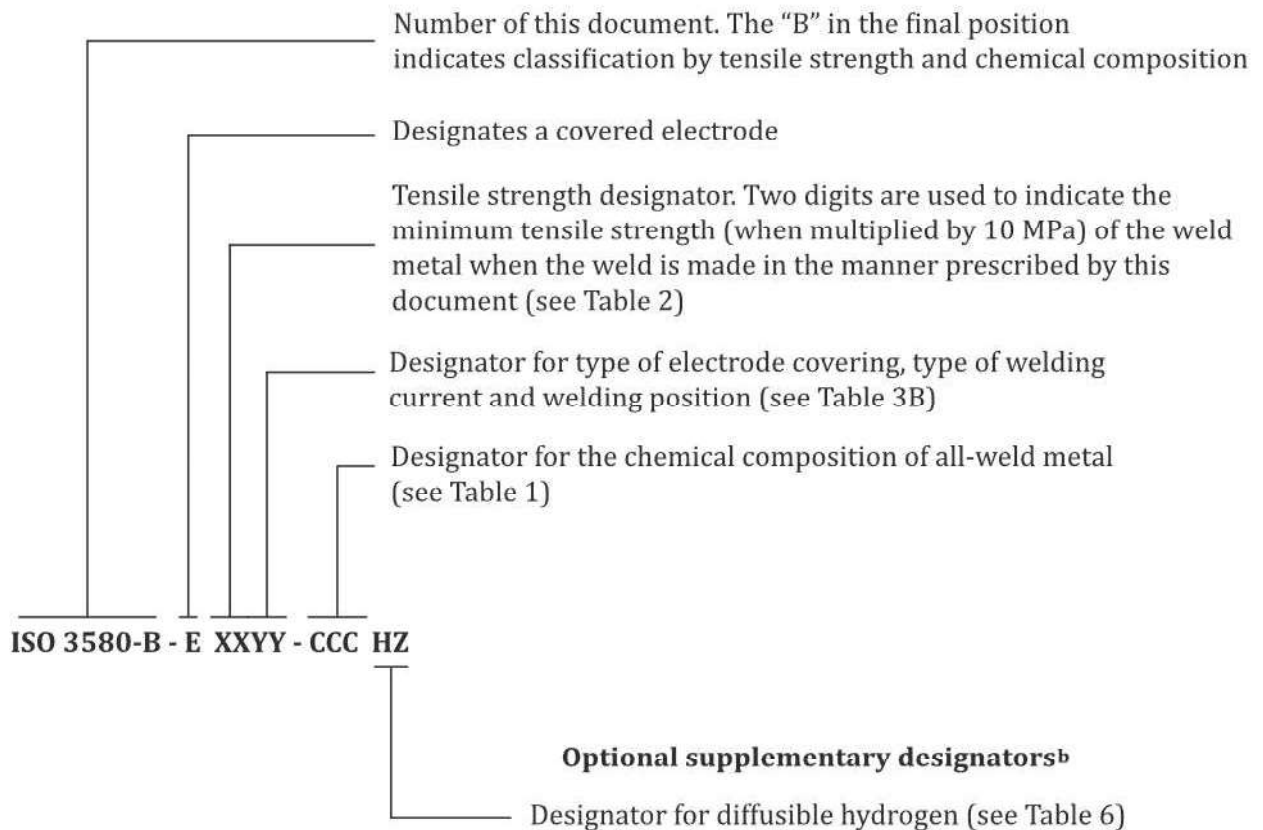 Number of this document. The “B” in the final position
indicates classification by tensile strength and chemical composition
Designates a covered electrode
Tensile strength designator. Two digits are used to indicate the
minimum tensile strength (when multiplied by 10 MPa) of the weld
metal when the weld is made in the manner prescribed by this
document (see Table 2)
Designator for type of electrode covering, type of welding
current and welding position (see Table 3B)
Designator for the chemical composition of all-weld metal
(see Table 1)
ISO 3580-B - E XXYY - CCC HZ
Optional supplementary designatorsb
Designator for diffusible hydrogen (see Table 6)